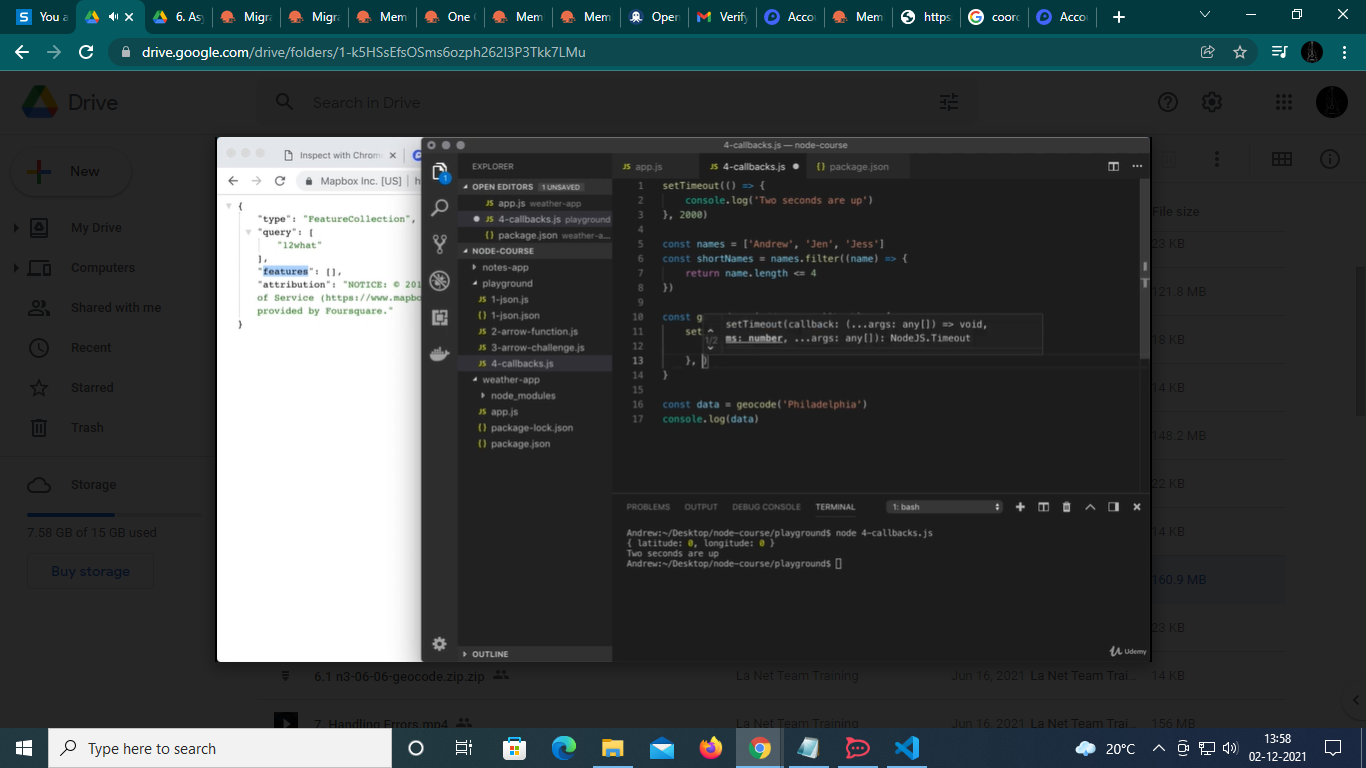 You a
6. Asy
Migra
Migra
Mem
One
Mem
Mem
Open
Verify
Acco
Mem
https
coord
Acco
drive.google.com/drive/folders/1-k5HSsEfsOSms6ozph262I3P3Tkk7LMu
Drive
Search in Drive
New
My Drive
Computers
Shared with me
Recent
Starred
Trash
Storage
7.58 GB of 15 GB used
Buy storage
File size
23 KB
121.8 MB
18 KB
14 KB
148.2 MB
22 KB
14 KB
160.9 MB
23 KB
6.1 n3-06-06-geocode.zip.zip
La Net Team Training
Jun 16, 2021 La Net Team Trai...
14 KB
7. Handling Errors.mp4
La Net Team Training
Jun 16, 2021 La Net Team Trai...
156 MB
Inspect with Chrome
Mapbox Inc. [US]
{
"type": "FeatureCollection",
"query": [
"12what"
],
"features": [],
"attribution": "NOTICE: © 201
of Service (https://www.mapbo
provided by Foursquare."
}
4-callbacks.js — node-course
EXPLORER
OPEN EDITORS 1 UNSAVED
app.js weather-app
4-callbacks.js playground
package.json weather-a...
NODE-COURSE
notes-app
playground
JS 1-json.js
{} 1-json.json
JS 2-arrow-function.js
JS 3-arrow-challenge.js
JS 4-callbacks.js
weather-app
node_modules
JS app.js
{} package-lock.json
{} package.json
OUTLINE
JS app.js
JS 4-callbacks.js
{} package.json
1 setTimeout(() => {
2 console.log('Two seconds are up')
3 }, 2000)
4
5 const names = ['Andrew', 'Jen', 'Jess']
6 const shortNames = names.filter((name) => {
7 return name.length <= 4
8 })
9
10 const g
11 set
12
13 }, )
14 }
15
16 const data = geocode('Philadelphia')
17 console.log(data)
1/2
setTimeout(callback: (...args: any[]) => void,
ms: number, ...args: any[]): NodeJS.Timeout
PROBLEMS OUTPUT DEBUG CONSOLE TERMINAL
1: bash
Andrew:~/Desktop/node-course/playground$ node 4-callbacks.js
{ latitude: 0, longitude: 0 }
Two seconds are up
Andrew:~/Desktop/node-course/playground$
Udemy
Type here to search
20°C
13:58
02-12-2021